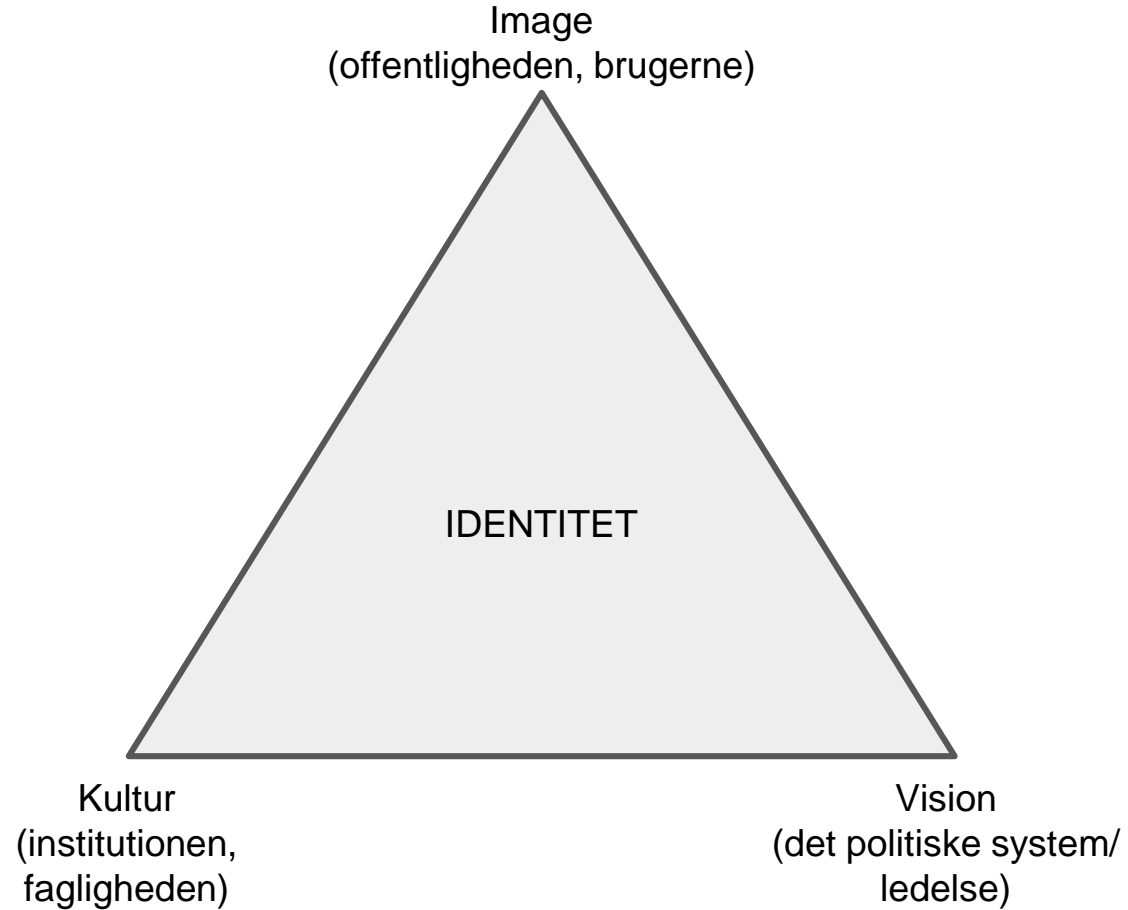 Image
(offentligheden, brugerne)
IDENTITET
Kultur
(institutionen,
fagligheden)
Vision
(det politiske system/
ledelse)